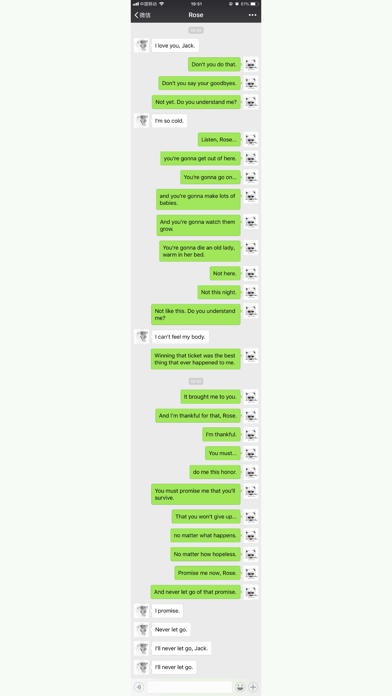 中国移动 19:51 67%
微信 Rose
I love you, Jack.
Don't you do that.
Don't you say your goodbyes.
Not yet. Do you understand me?
I'm so cold.
Listen, Rose...
you're gonna get out of here.
You're gonna go on...
and you're gonna make lots of
babies.
And you're gonna watch them
grow.
You're gonna die an old lady,
warm in her bed.
Not here.
Not this night.
Not like this. Do you understand
me?
I can't feel my body.
Winning that ticket was the best
thing that ever happened to me.
It brought me to you.
And I'm thankful for that, Rose.
I'm thankful.
You must...
do me this honor.
You must promise me that you'll
survive.
That you won't give up...
no matter what happens.
No matter how hopeless.
Promise me now, Rose.
And never let go of that promise.
I promise.
Never let go.
I'll never let go, Jack.
I'll never let go.